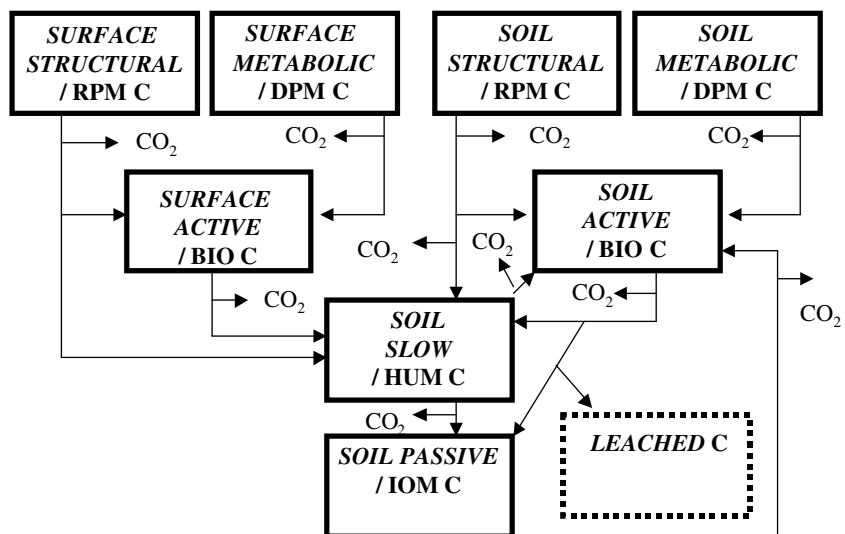 SURFACE
STRUCTURAL
/ RPM C
SURFACE
METABOLIC
/ DPM C
SOIL
STRUCTURAL
/ RPM C
SOIL
METABOLIC
/ DPM C
CO₂
CO₂
CO₂
CO₂
SURFACE
ACTIVE
/ BIO C
SOIL
ACTIVE
/ BIO C
CO₂
CO₂
CO₂
CO₂
CO₂
SOIL
SLOW
/ HUM C
CO₂
SOIL PASSIVE
/ IOM C
LEACHED C